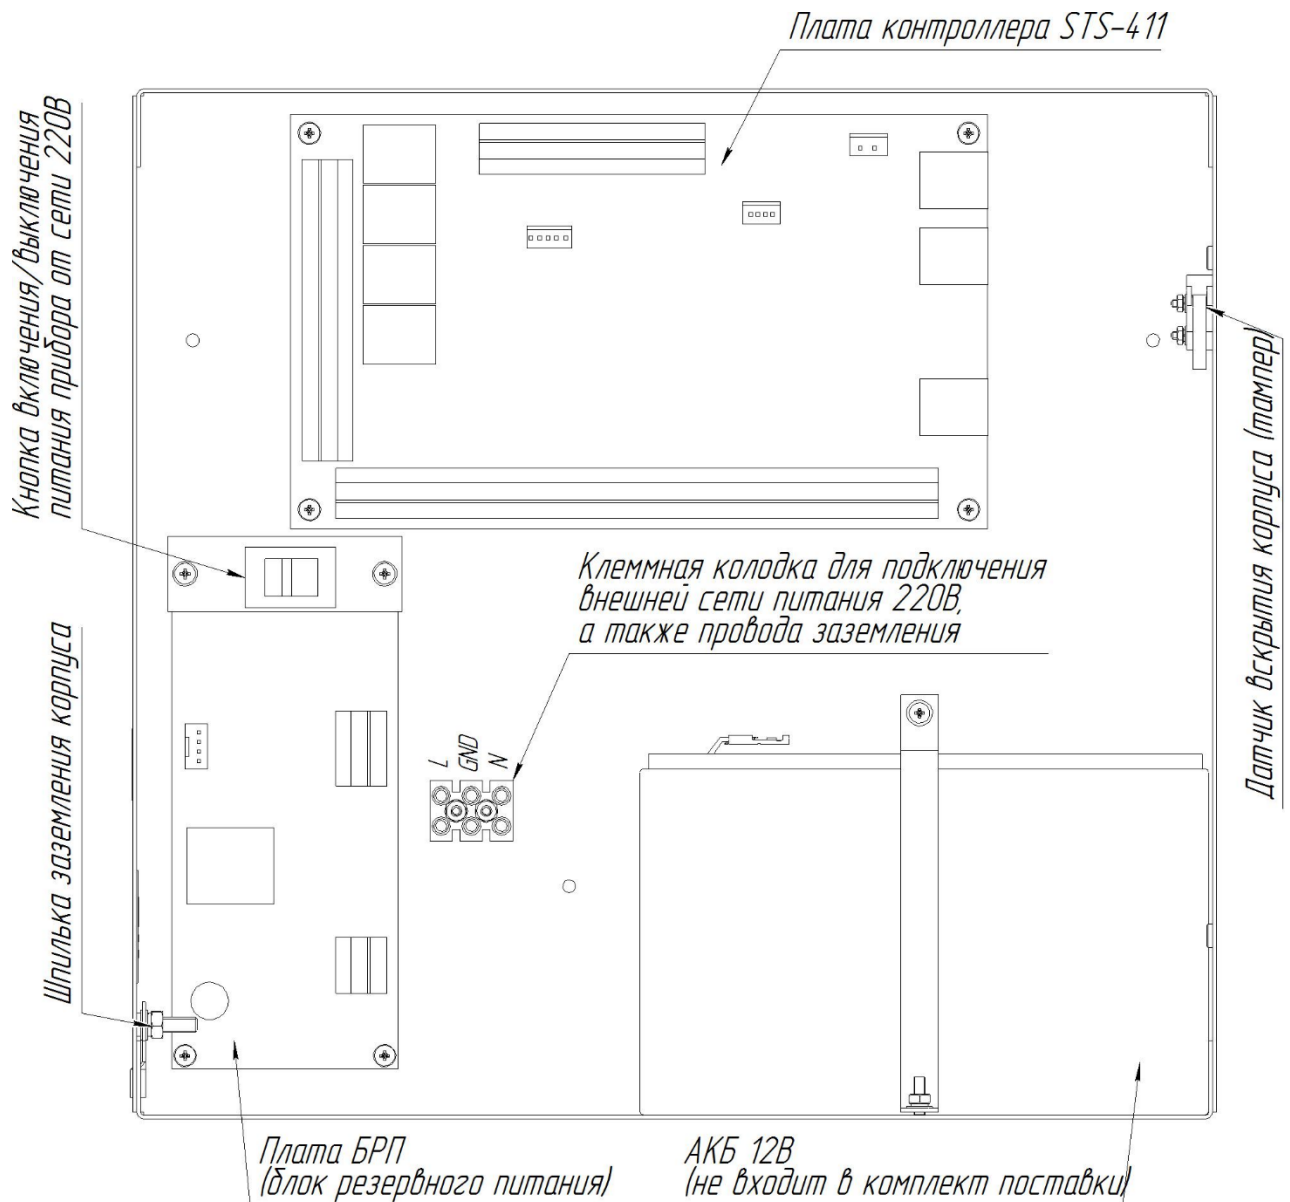 Плата контроллера STS-411
Кнопка включения/выключения
питания прибора от сети 220В
Датчик вскрытия корпуса (тампер)
Клеммная колодка для подключения
внешней сети питания 220В,
а также провода заземления
Шпилька заземления корпуса
L
GND
N
Плата БРП
(блок резервного питания)
АКБ 12В
(не входит в комплект поставки)